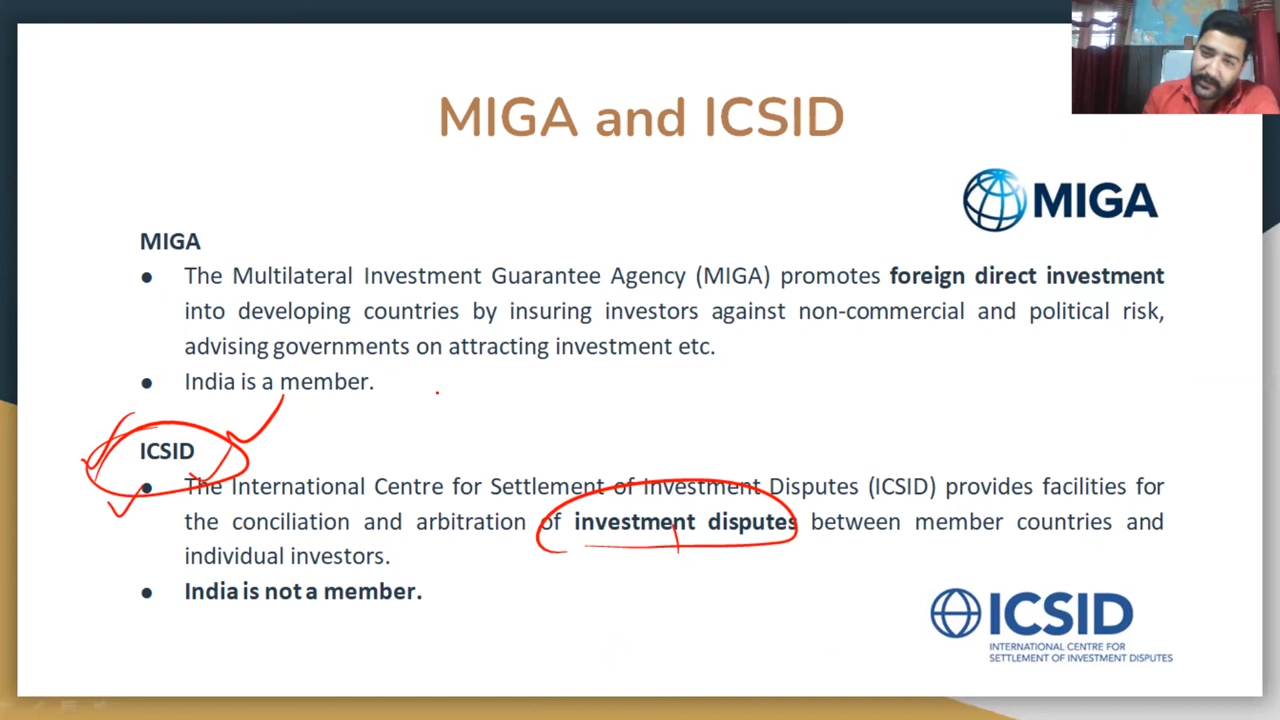 MIGA and ICSID
MIGA
MIGA
● The Multilateral Investment Guarantee Agency (MIGA) promotes foreign direct investment
into developing countries by insuring investors against non-commercial and political risk,
advising governments on attracting investment etc.
● India is a member.
ICSID
● The International Centre for Settlement of Investment Disputes (ICSID) provides facilities for
the conciliation and arbitration of investment disputes between member countries and
individual investors.
● India is not a member.
ICSID
INTERNATIONAL CENTRE FOR
SETTLEMENT OF INVESTMENT DISPUTES